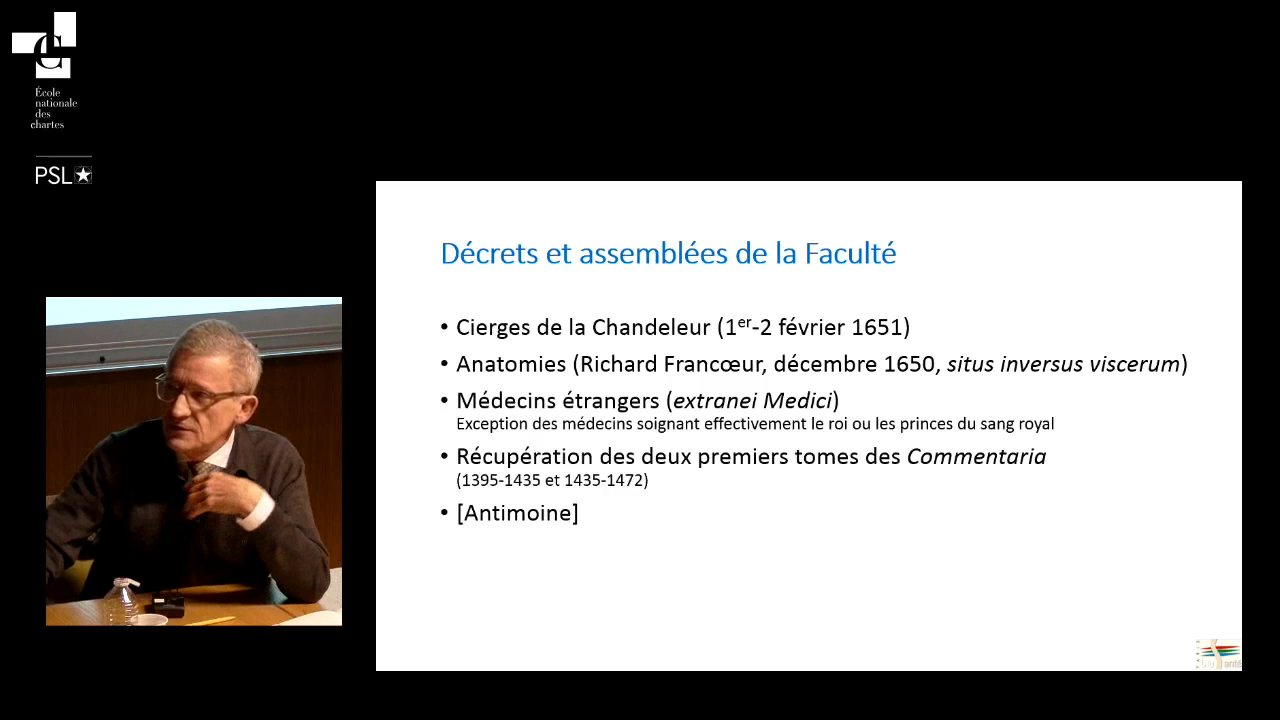 École
nationale
des
chartes
PSL
Décrets et assemblées de la Faculté
• Cierges de la Chandeleur (1er-2 février 1651)
• Anatomies (Richard Francœur, décembre 1650, situs inversus viscerum)
• Médecins étrangers (extranei Medici)
Exception des médecins soignant effectivement le roi ou les princes du sang royal
• Récupération des deux premiers tomes des Commentaria
(1395-1435 et 1435-1472)
• [Antimoine]